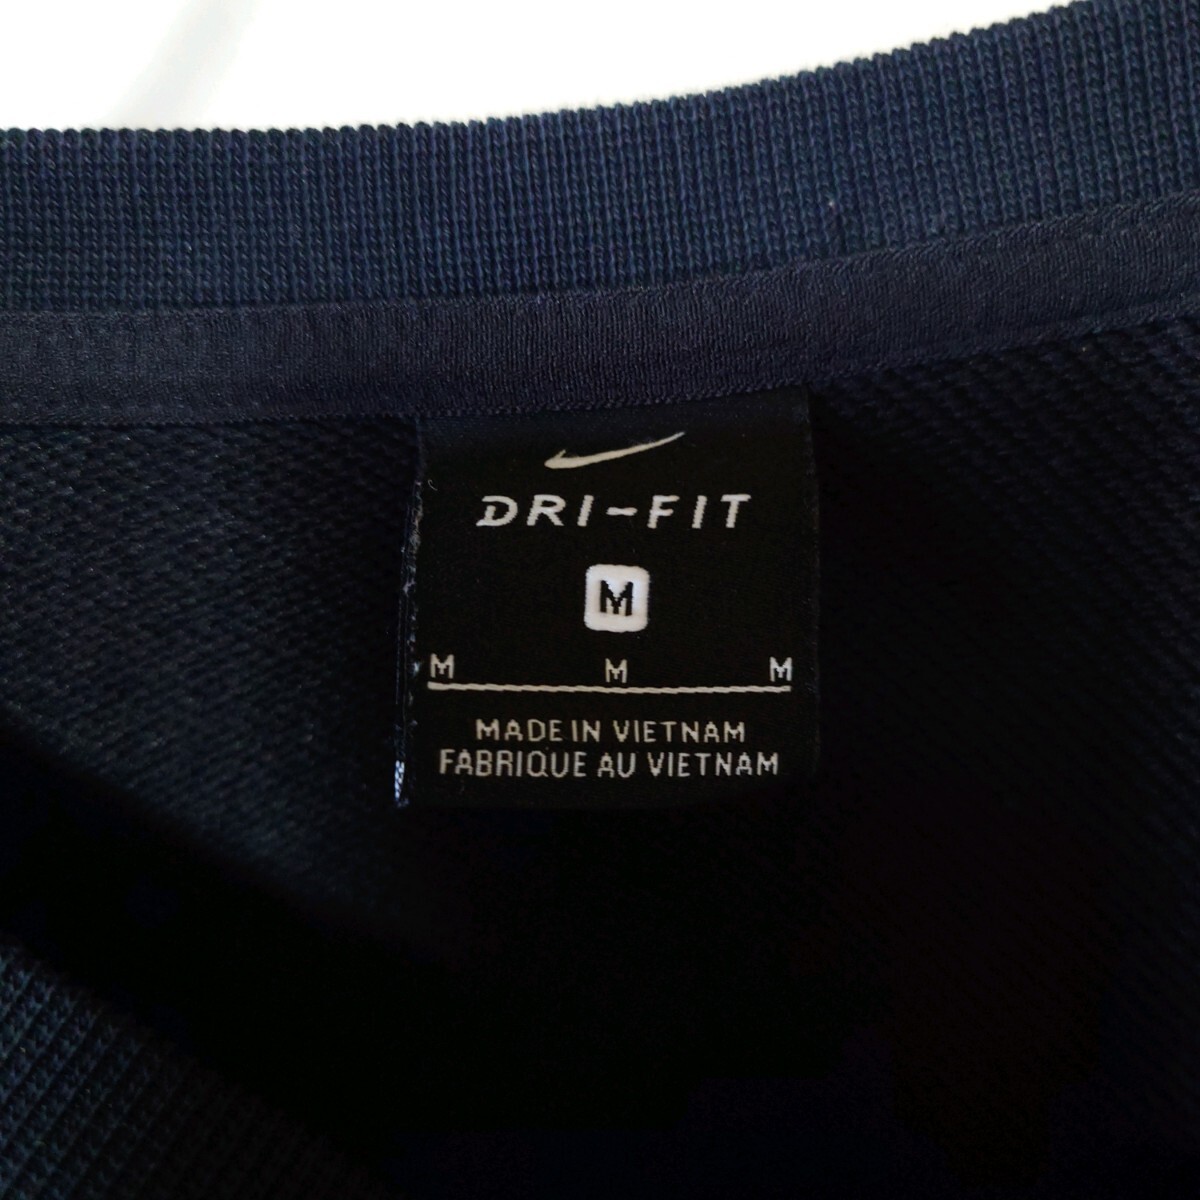 DRI-FIT
M
M M M
MADE IN VIETNAM
FABRIQUE AU VIETNAM